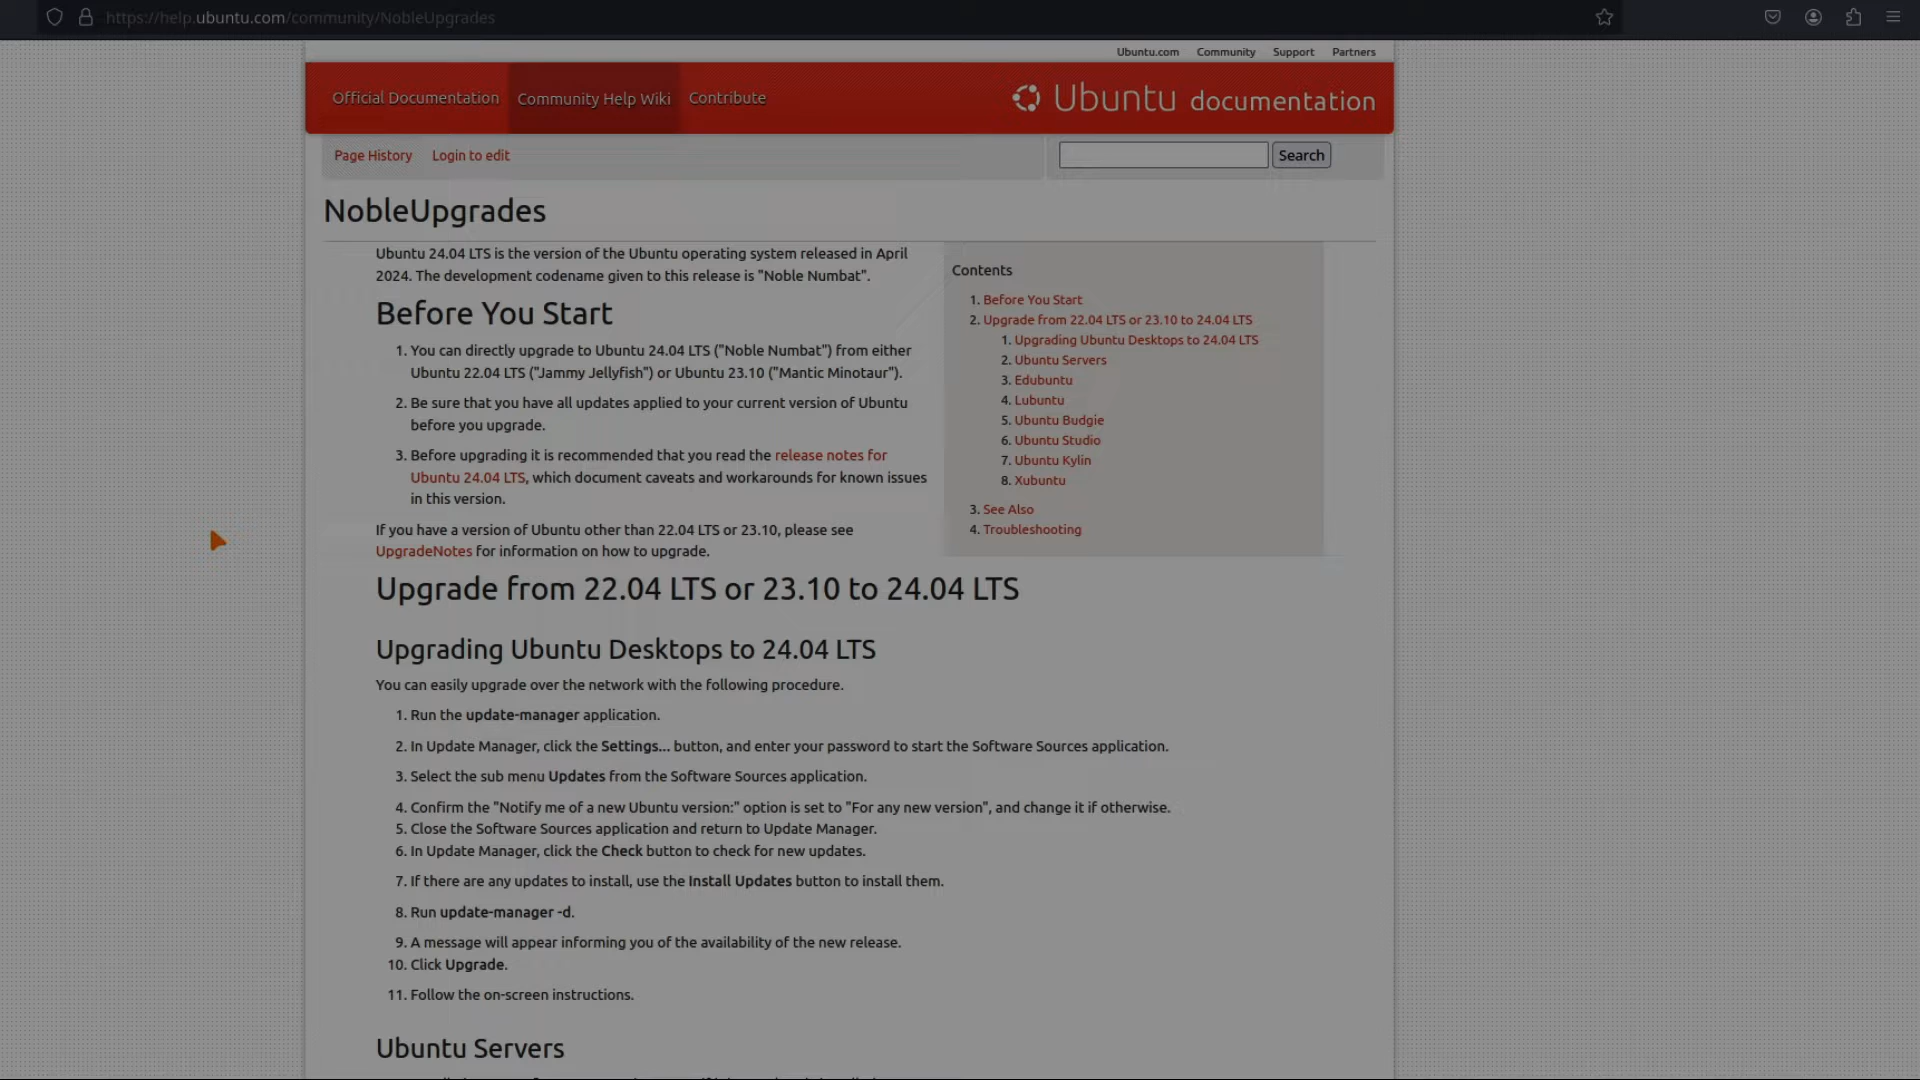 https://help.ubuntu.com/community/NobleUpgrades
Ubuntu.com Community Support Partners
Official Documentation Community Help Wiki Contribute Ubuntu documentation
Page History Login to edit Search
NobleUpgrades
Ubuntu 24.04 LTS is the version of the Ubuntu operating system released in April
2024. The development codename given to this release is "Noble Numbat".
Before You Start
1. You can directly upgrade to Ubuntu 24.04 LTS ("Noble Numbat") from either
Ubuntu 22.04 LTS ("Jammy Jellyfish") or Ubuntu 23.10 ("Mantic Minotaur").
2. Be sure that you have all updates applied to your current version of Ubuntu
before you upgrade.
3. Before upgrading it is recommended that you read the release notes for
Ubuntu 24.04 LTS, which document caveats and workarounds for known issues
in this version.
If you have a version of Ubuntu other than 22.04 LTS or 23.10, please see
UpgradeNotes for information on how to upgrade.
Contents
1. Before You Start
2. Upgrade from 22.04 LTS or 23.10 to 24.04 LTS
1. Upgrading Ubuntu Desktops to 24.04 LTS
2. Ubuntu Servers
3. Edubuntu
4. Lubuntu
5. Ubuntu Budgie
6. Ubuntu Studio
7. Ubuntu Kylin
8. Xubuntu
3. See Also
4. Troubleshooting
Upgrade from 22.04 LTS or 23.10 to 24.04 LTS
Upgrading Ubuntu Desktops to 24.04 LTS
You can easily upgrade over the network with the following procedure.
1. Run the update-manager application.
2. In Update Manager, click the Settings... button, and enter your password to start the Software Sources application.
3. Select the sub menu Updates from the Software Sources application.
4. Confirm the "Notify me of a new Ubuntu version:" option is set to "For any new version", and change it if otherwise.
5. Close the Software Sources application and return to Update Manager.
6. In Update Manager, click the Check button to check for new updates.
7. If there are any updates to install, use the Install Updates button to install them.
8. Run update-manager -d.
9. A message will appear informing you of the availability of the new release.
10. Click Upgrade.
11. Follow the on-screen instructions.
Ubuntu Servers